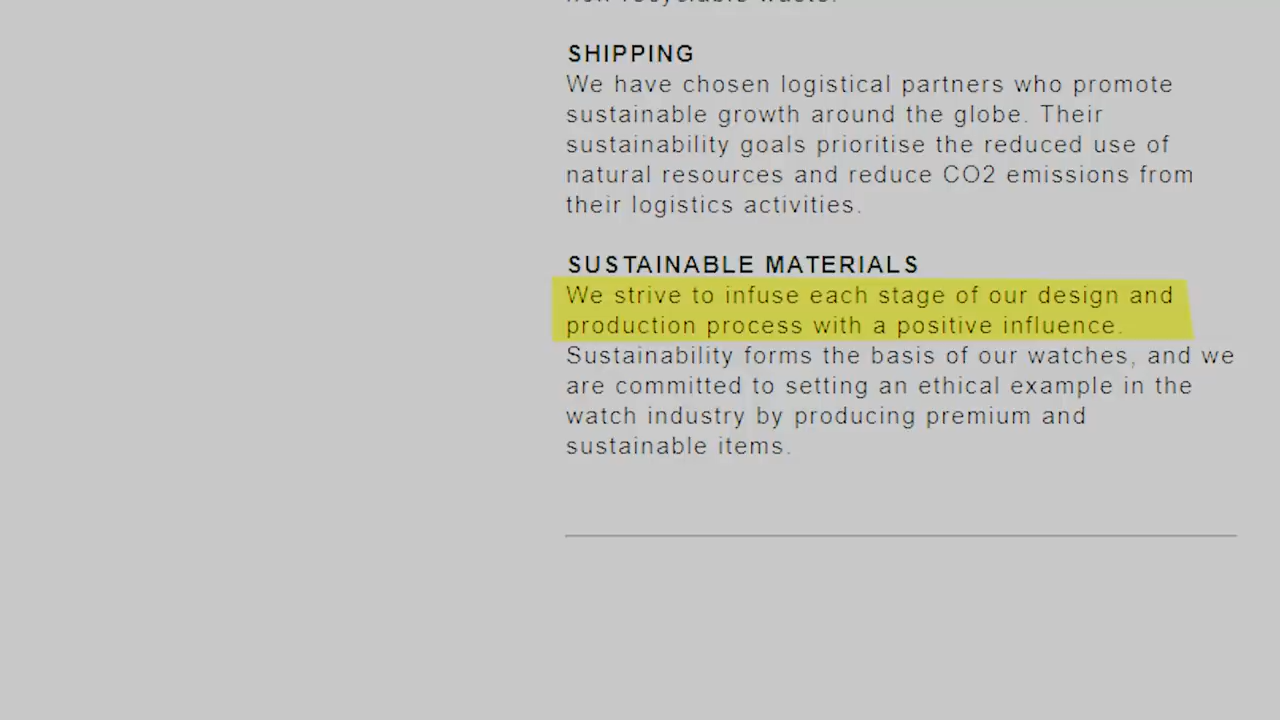 SHIPPING
We have chosen logistical partners who promote
sustainable growth around the globe. Their
sustainability goals prioritise the reduced use of
natural resources and reduce CO2 emissions from
their logistics activities.
SUSTAINABLE MATERIALS
We strive to infuse each stage of our design and
production process with a positive influence.
Sustainability forms the basis of our watches, and we
are committed to setting an ethical example in the
watch industry by producing premium and
sustainable items.